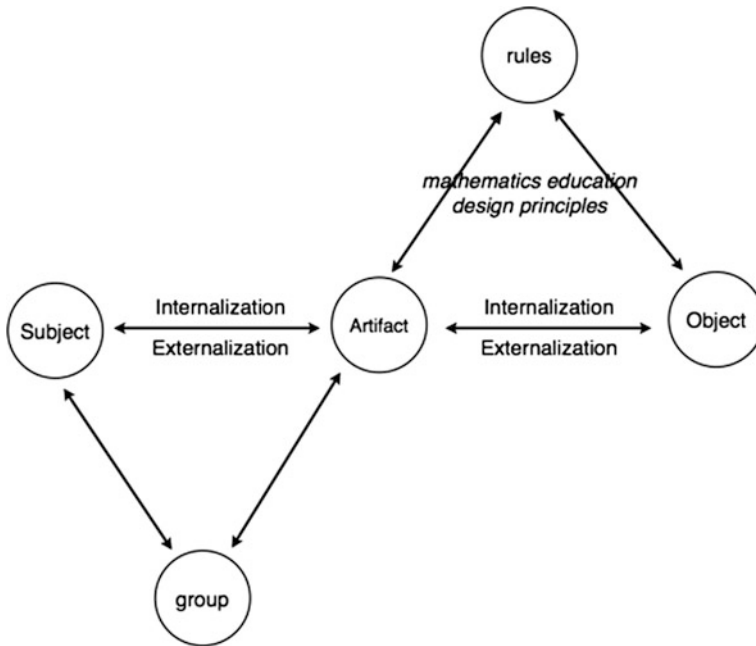 rules
mathematics education
design principles
Internalization
Internalization
Subject
Artifact
Object
Externalization
Externalization
group